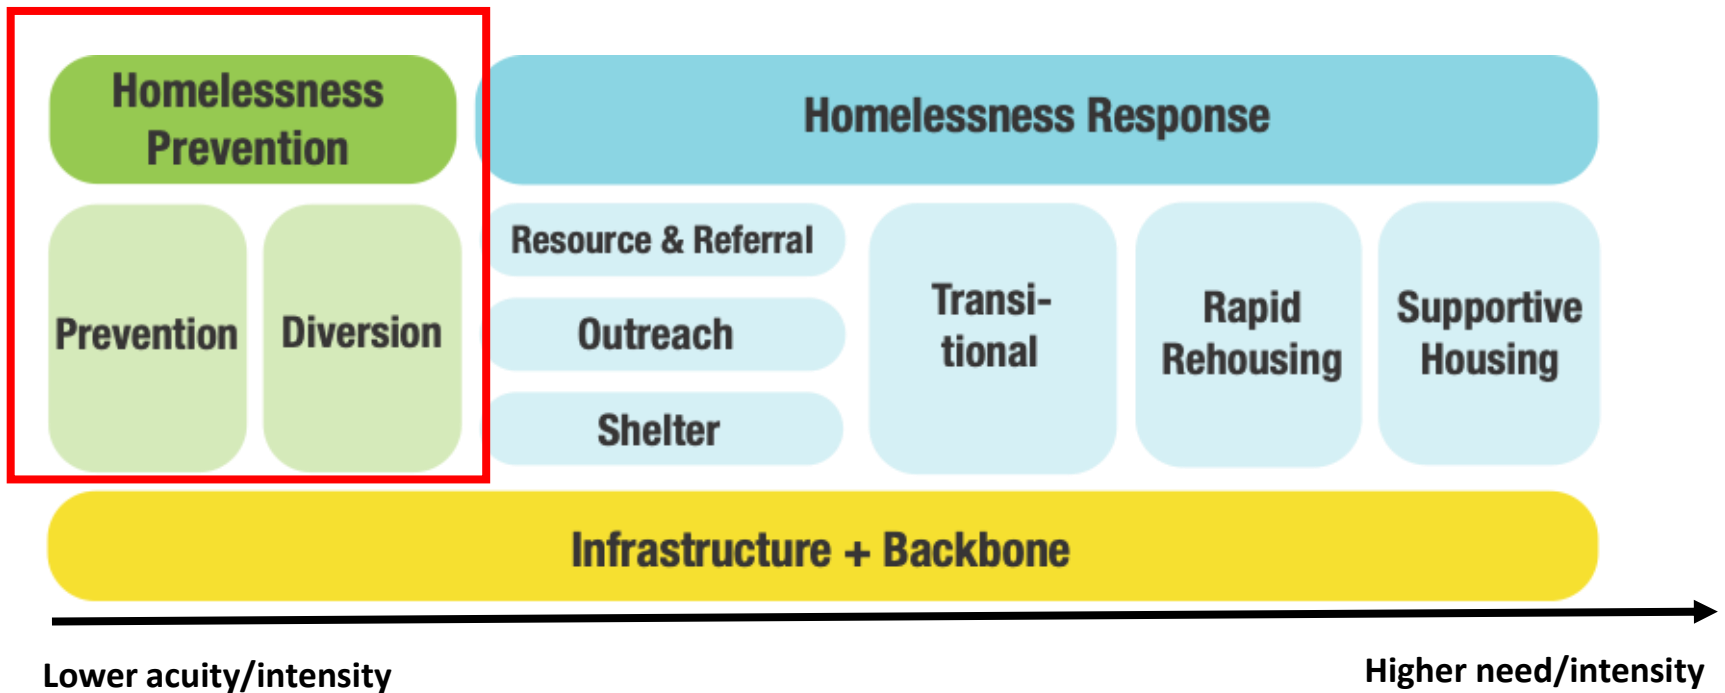 Homelessness
Prevention
Homelessness Response
Prevention
Diversion
Resource & Referral
Outreach
Shelter
Transi-
tional
Rapid
Rehousing
Supportive
Housing
Infrastructure + Backbone
Lower acuity/intensity
Higher need/intensity